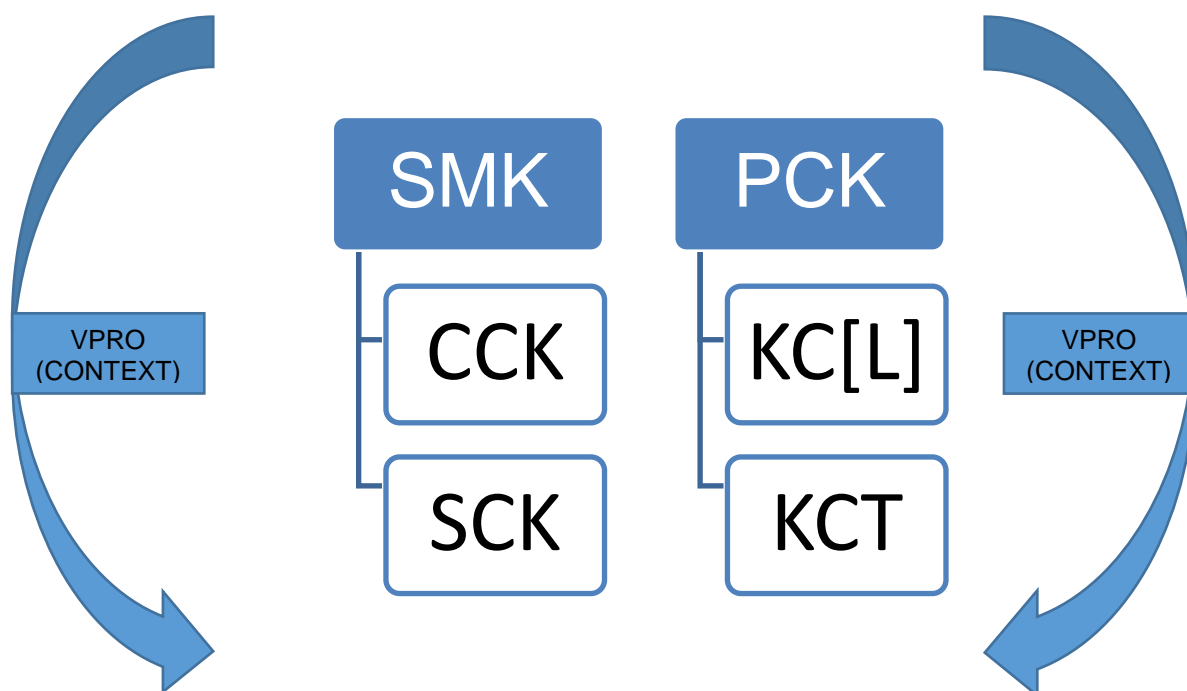 SMK
PCK
CCK
KC[L]
VPRO
(CONTEXT)
VPRO
(CONTEXT)
SCK
KCT